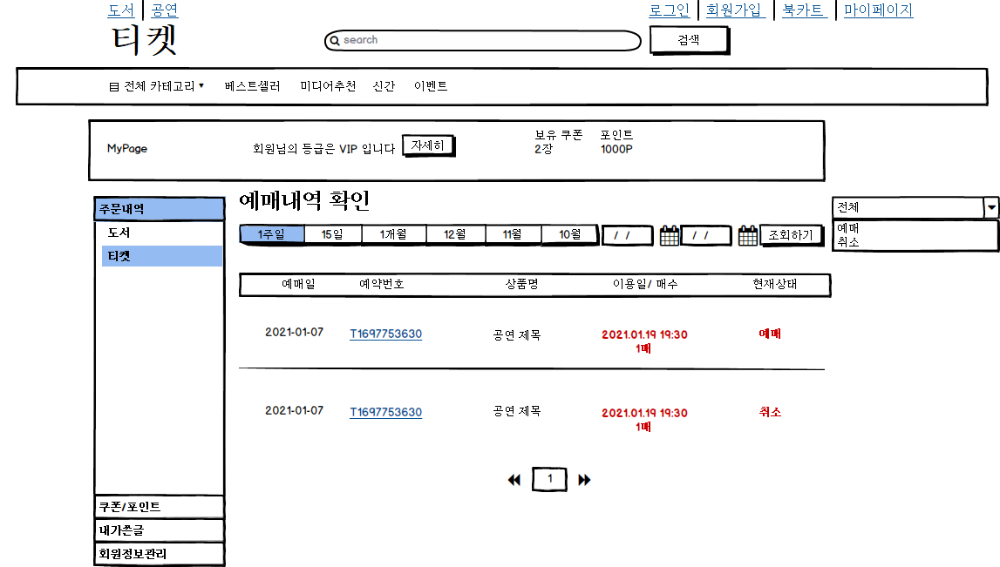 도서 공연 로그인 회원가입 북카트 마이페이지
티켓 search 검색
전체 카테고리 베스트셀러 미디어추천 신간 이벤트
보유 쿠폰 포인트
MyPage 회원님의 등급은 VIP 입니다 자세히 2장 1000P
예매내역 확인
주문내역 전체
도서 1주일 15일 1개월 12월 11월 10월 / / / / 조회하기 예매
취소
티켓
예매일 예약번호 상품명 이용일/ 매수 현재상태
2021-01-07 T1697753630 공연 제목 2021.01.19 19:30 예매
1매
2021-01-07 T1697753630 공연 제목 2021.01.19 19:30 취소
1매
1
쿠폰/포인트
내가쓴글
회원정보관리